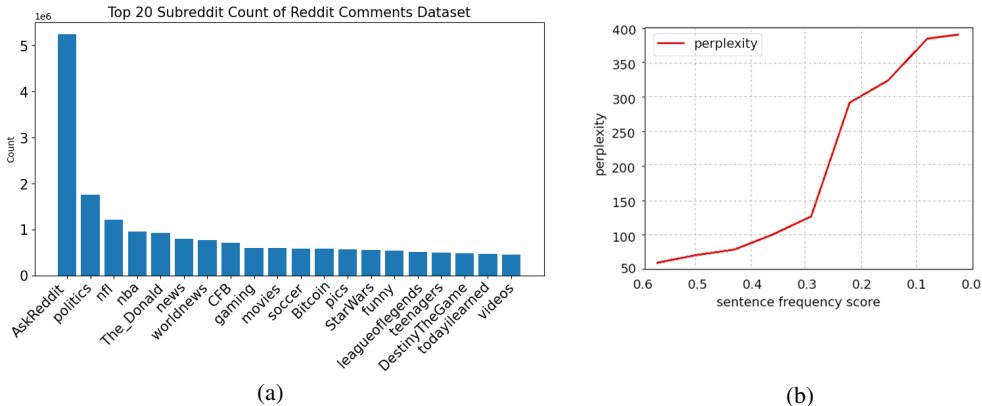 Top 20 Subreddit Count of Reddit Comments Dataset
1e6
5
4
3
2
1
0
Count
AskReddit
politics
nfl
nba
The_Donald
news
worldnews
CFB
gaming
movies
soccer
Bitcoin
pics
StarWars
funny
leagueoflegends
teenagers
DestinyTheGame
todayilearned
videos
(a)
perplexity
400
350
300
250
200
150
100
50
perplexity
0.6 0.5 0.4 0.3 0.2 0.1 0.0
sentence frequency score
(b)